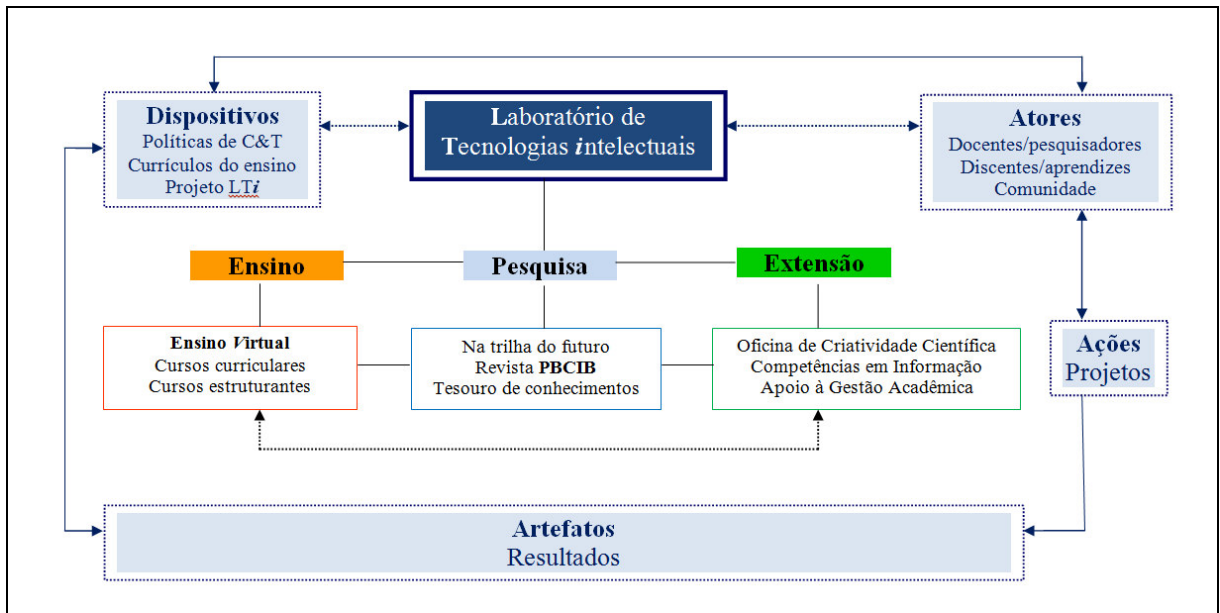 Dispositivos
Políticas de C&T
Currículos do ensino
Projeto LTi
Laboratório de
Tecnologias intelectuais
Atores
Docentes/pesquisadores
Discentes/aprendizes
Comunidade
Ensino
Pesquisa
Extensão
Ensino Virtual
Cursos curriculares
Cursos estruturantes
Na trilha do futuro
Revista PBCIB
Tesouro de conhecimentos
Oficina de Criatividade Científica
Competências em Informação
Apoio à Gestão Acadêmica
Ações
Projetos
Artefatos
Resultados